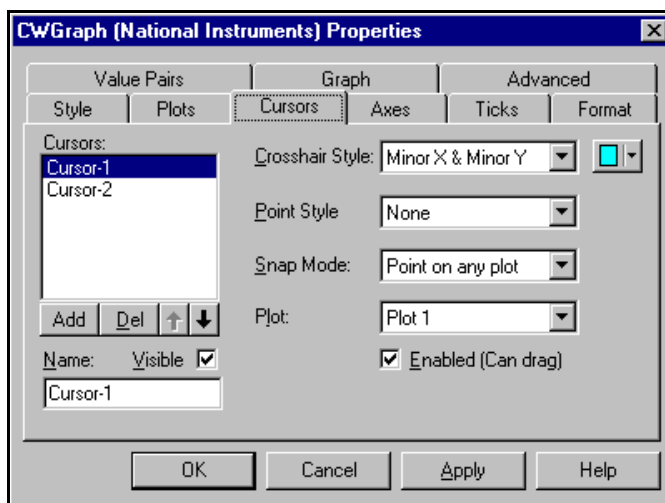 CWGraph (National Instruments) Properties
Value Pairs Graph Advanced
Style Plots Cursors Axes Ticks Format
Cursors:
Cursor-1
Cursor-2
Add Del
Name: Visible
Cursor-1
Crosshair Style: Minor X & Minor Y
Point Style None
Snap Mode: Point on any plot
Plot: Plot 1
Enabled (Can drag)
OK Cancel Apply Help